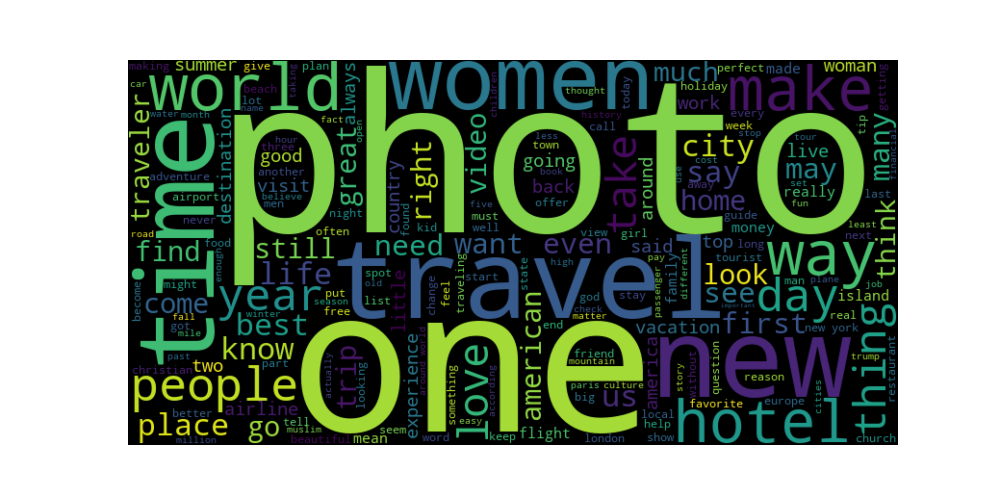 making
summer
give
taking
plan
women
much
perfect
made
woman
getting
car
world
beach
lot
name
always
children
thought
today
holiday
work
make
water
month
fact
open
history
call
every
tip
traveler
time
photo
hour
three
good
great
video
less
town
going
book
week
stop
tour
city
live
many
financial
destination
another
adventure
visit
believe
men
country
right
back
offer
take
around
say
cost
away
use
may
set
really
fun
airport
never
night
found
kid
five
must
well
home
guide
money
last
least
road
often
view
girl
find
food
enough
still
need
want
even
said
family
top
long
tourist
way
next
think
might
life
travel
spot
old
list
little
change
feel
traveling
start
state
high
god
check
stay
pay
passenger
different
look
see
day
man
plane
job
island
become
come
got
year
put
free
season
matter
important
real
fall
mile
winter
best
first
vacation
new york
thing
past
two
know
trip
actually
looking
one
experience
around world
something
love
according
american
end
friend
mountain
america
without
new
story
question
reason
trump
restaurant
christian
part
people
airline
easy
paris
culture
big
us
favorite
europe
cities
place
better
go
tell
muslim
seem
hotel
local
help
million
beautiful
mean
word
keep
flight
london
show
church